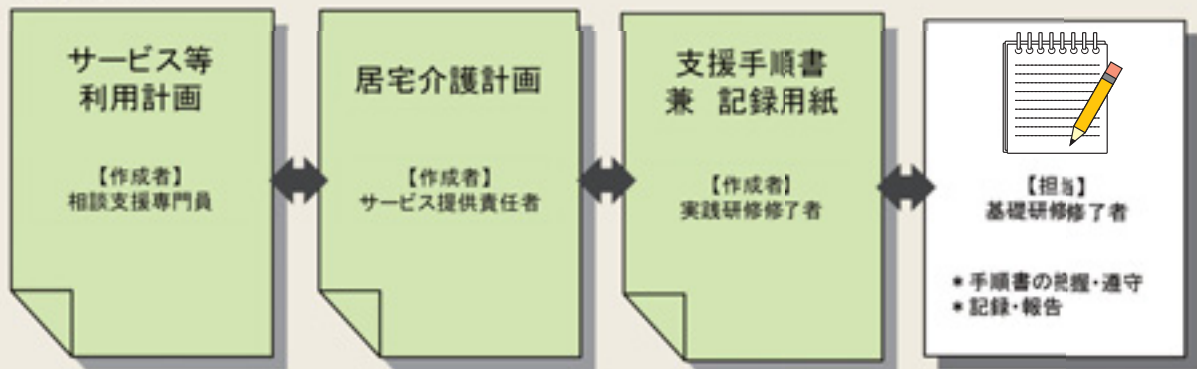 サービス等
利用計画
【作成者】
相談支援専門員
居宅介護計画
【作成者】
サービス提供責任者
支援手順書
兼 記録用紙
【作成者】
実践研修修了者
【担当】
基礎研修修了者
＊手順書の把握・遵守
＊記録・報告